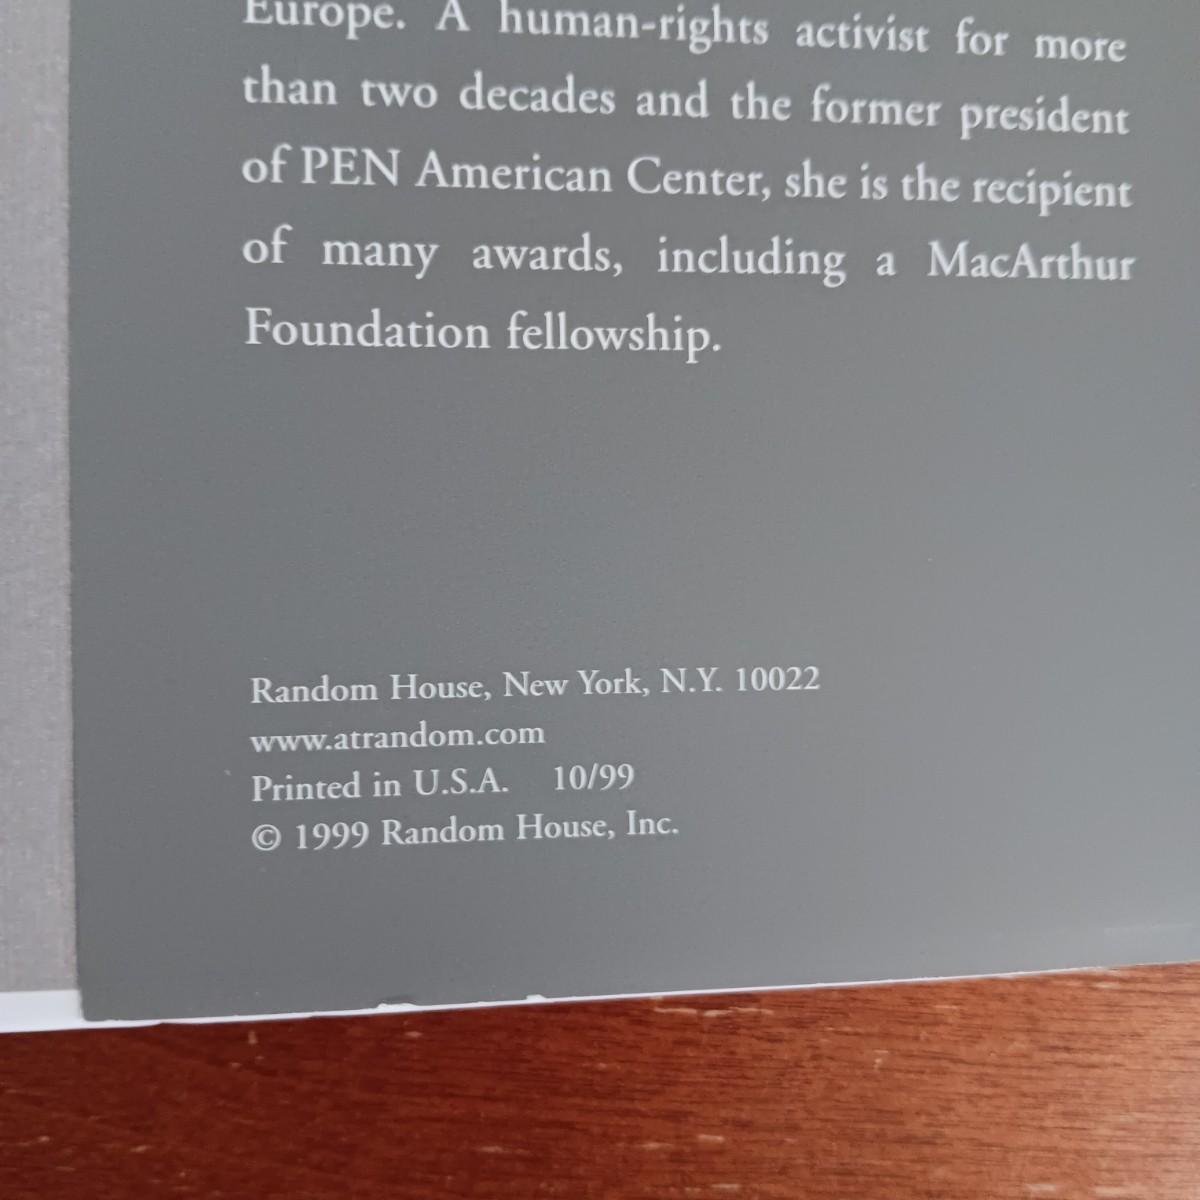 Europe. A human-rights activist for more
than two decades and the former president
of PEN American Center, she is the recipient
of many awards, including a MacArthur
Foundation fellowship.
Random House, New York, N.Y. 10022
www.atrandom.com
Printed in U.S.A. 10/99
© 1999 Random House, Inc.